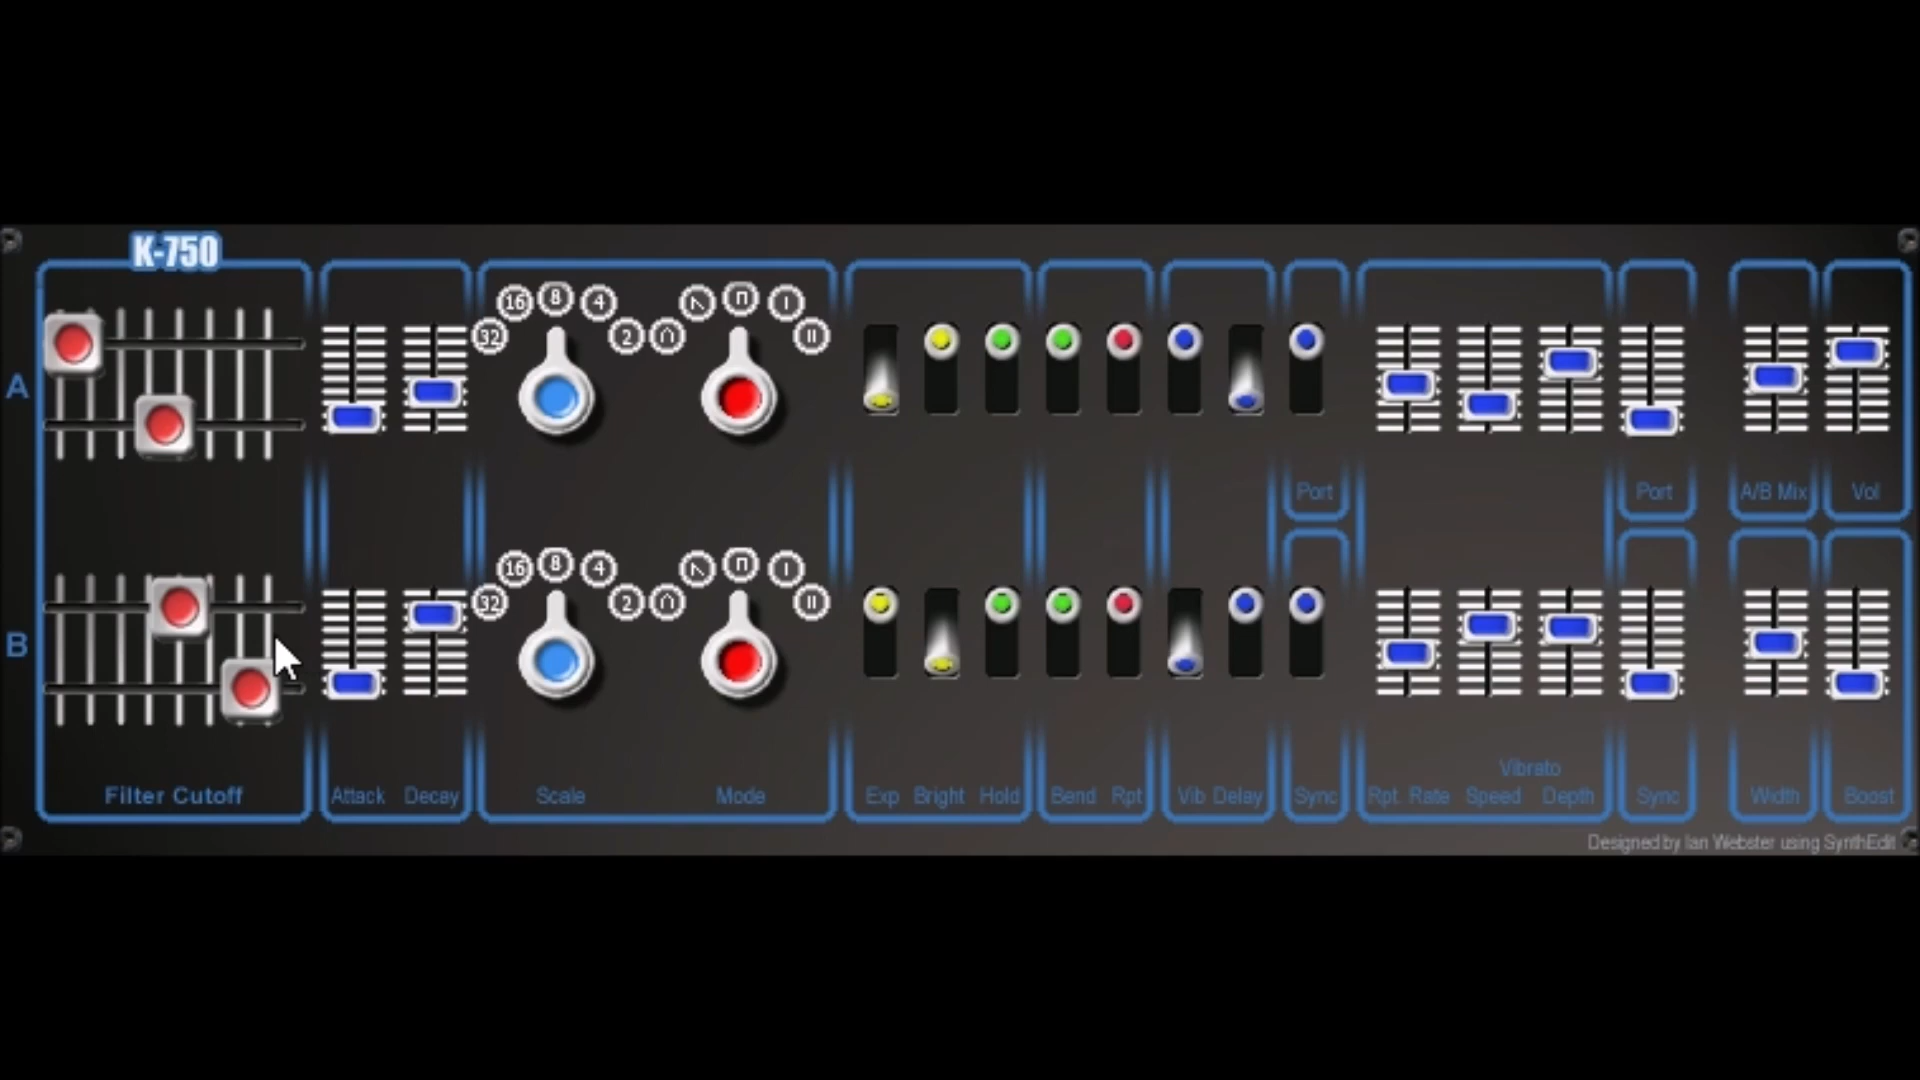 K-750
16 8 4
32 2
A
Port Port A/B Mix Vol
16 8 4
32 2
B
Vibrato
Filter Cutoff Attack Decay Scale Mode Exp Bright Hold Bend Rpt Vib Delay Sync Rpt. Rate Speed Depth Sync Width Boost
Designed by Ian Webster using SynthEdit